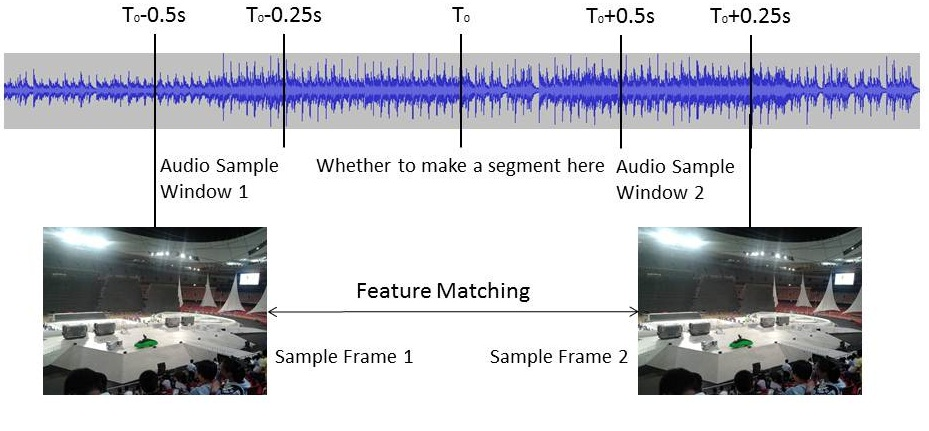 T₀-0.5s
T₀-0.25s
T₀
T₀+0.5s
T₀+0.25s
Audio Sample
Window 1
Whether to make a segment here
Audio Sample
Window 2
Feature Matching
Sample Frame 1
Sample Frame 2